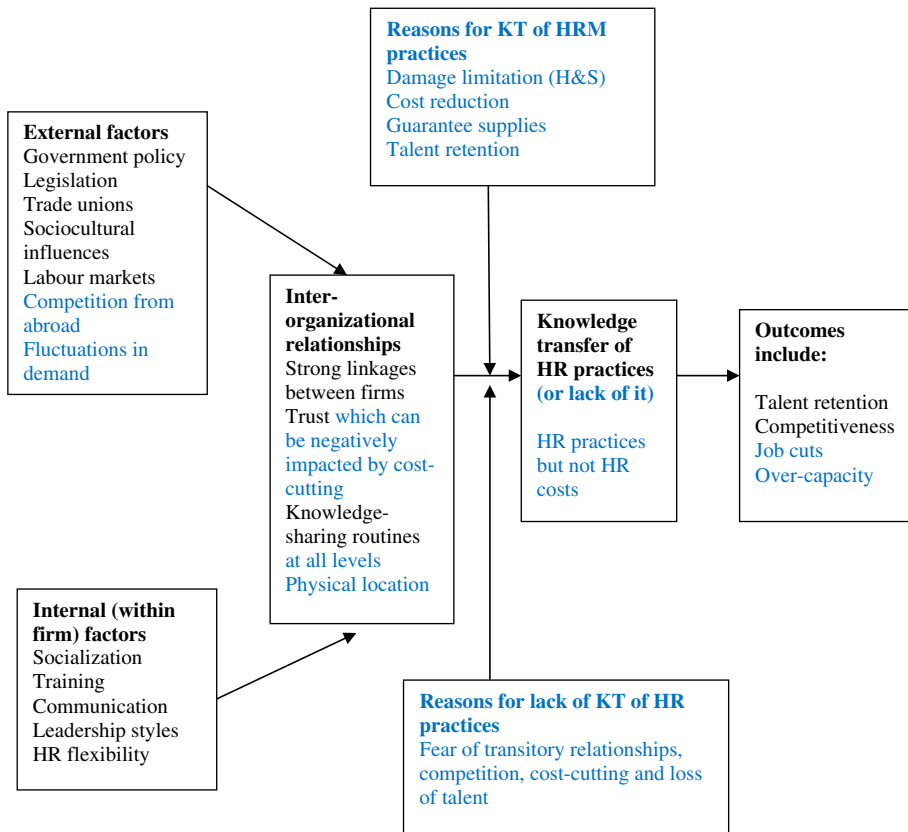 Reasons for KT of HRM
practices
Damage limitation (H&S)
Cost reduction
Guarantee supplies
Talent retention
External factors
Government policy
Legislation
Trade unions
Sociocultural
influences
Labour markets
Competition from
abroad
Fluctuations in
demand
Inter-
organizational
relationships
Strong linkages
between firms
Trust which can
be negatively
impacted by cost-
cutting
Knowledge-
sharing routines
at all levels
Physical location
Knowledge
transfer of
HR practices
(or lack of it)
HR practices
but not HR
costs
Outcomes
include:
Talent retention
Competitiveness
Job cuts
Over-capacity
Internal (within
firm) factors
Socialization
Training
Communication
Leadership styles
HR flexibility
Reasons for lack of KT of HR
practices
Fear of transitory relationships,
competition, cost-cutting and loss
of talent